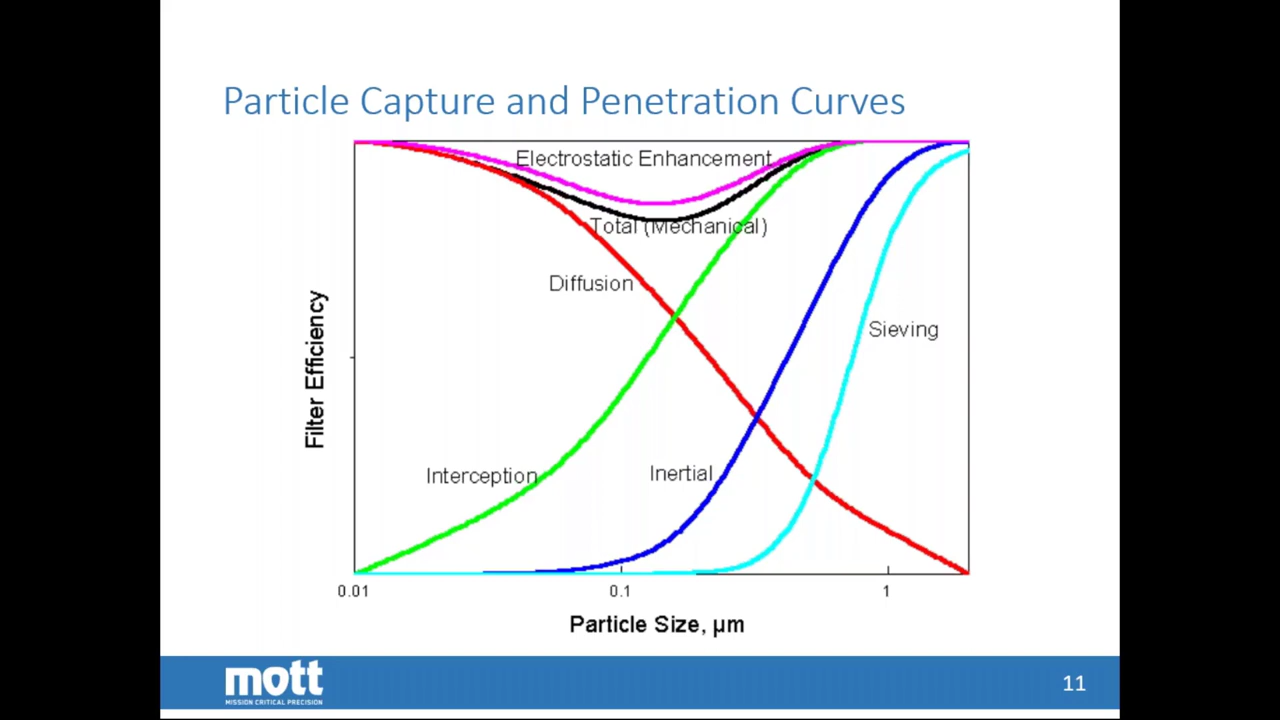 Particle Capture and Penetration Curves
Electrostatic Enhancement
Total (Mechanical)
Diffusion
Sieving
Interception
Inertial
Filter Efficiency
0.01
0.1
1
Particle Size, µm
mott
MISSION CRITICAL PRECISION
11